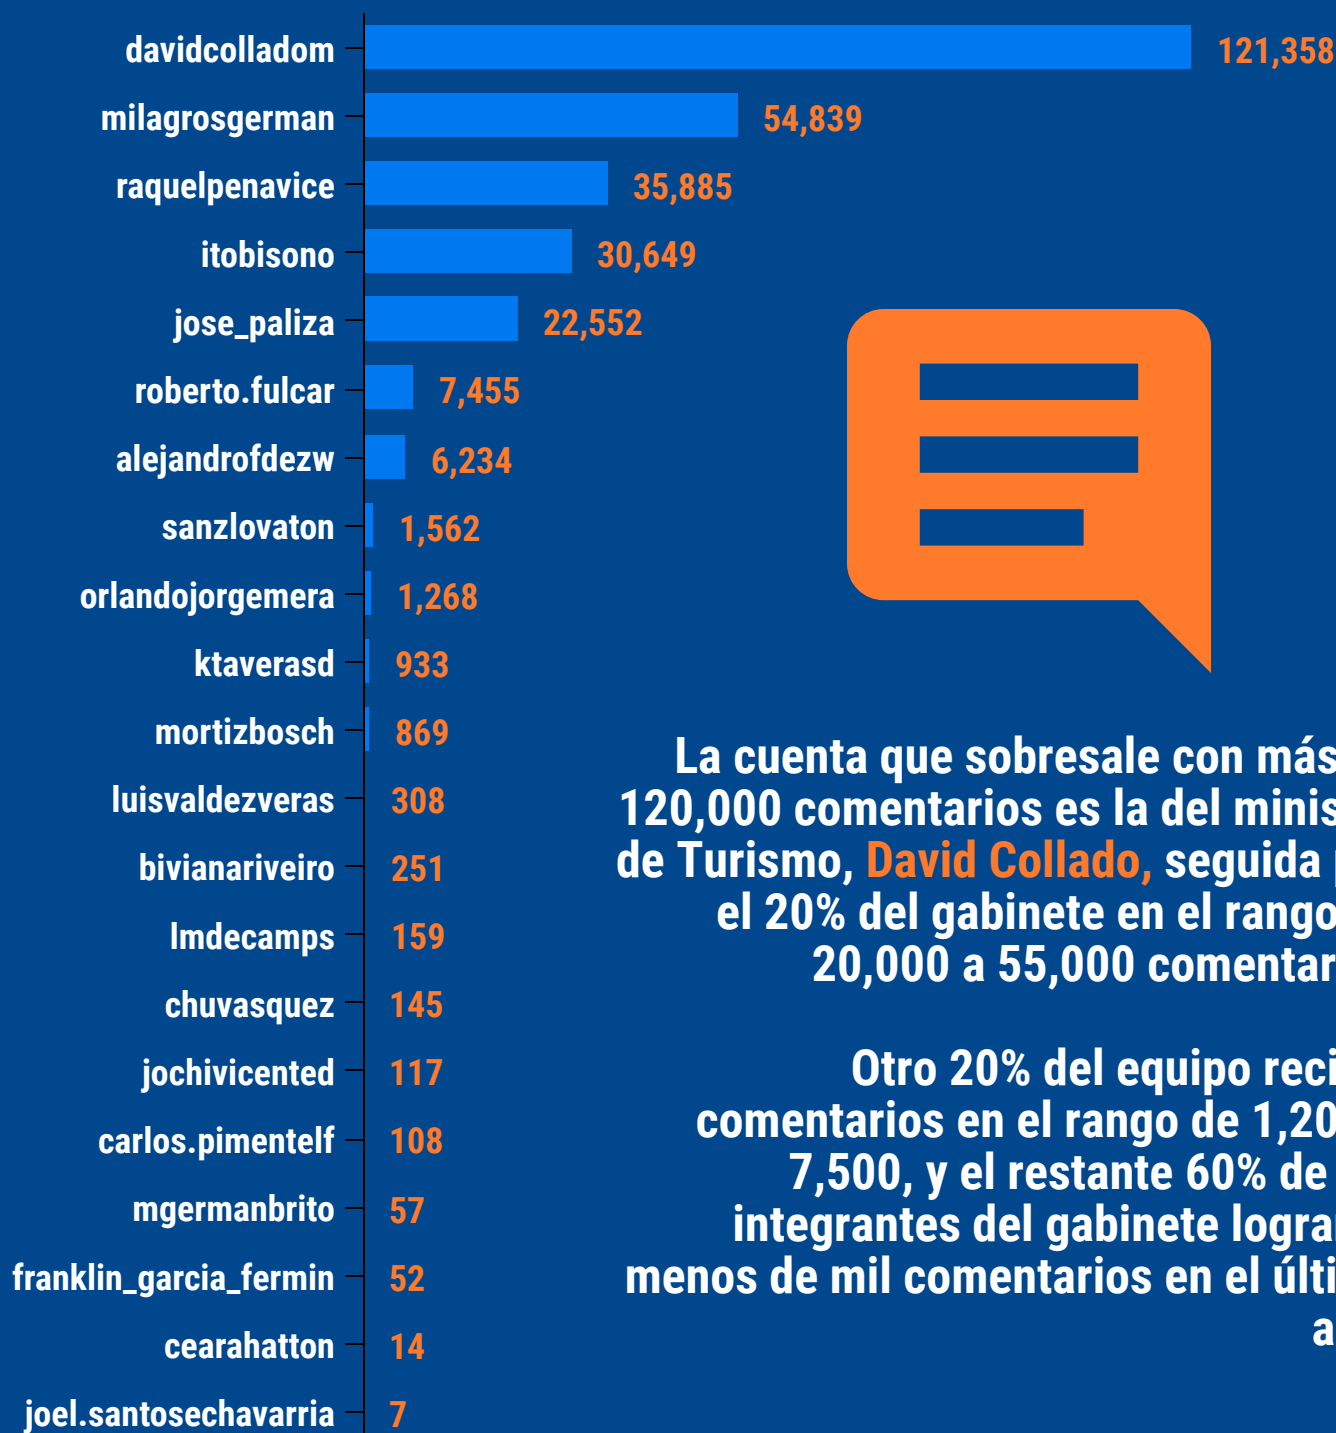 davidcolladom 121,358
milagrosgerman 54,839
raquelpenavice 35,885
itobisono 30,649
jose_paliza 22,552
roberto.fulcar 7,455
alejandrofdezw 6,234
sanzlovaton 1,562
orlandojorgemera 1,268
ktaverasd 933
mortizbosch 869
luisvaldezveras 308
bivianariveiro 251
lmdecamps 159
chuvasquez 145
jochivicented 117
carlos.pimentelf 108
mgermanbrito 57
franklin_garcia_fermin 52
cearahatton 14
joel.santosechavarria 7
La cuenta que sobresale con más
120,000 comentarios es la del minis
de Turismo, David Collado, seguida
el 20% del gabinete en el rango
20,000 a 55,000 comentar
Otro 20% del equipo reci
comentarios en el rango de 1,20
7,500, y el restante 60% de
integrantes del gabinete logra
menos de mil comentarios en el últi
a